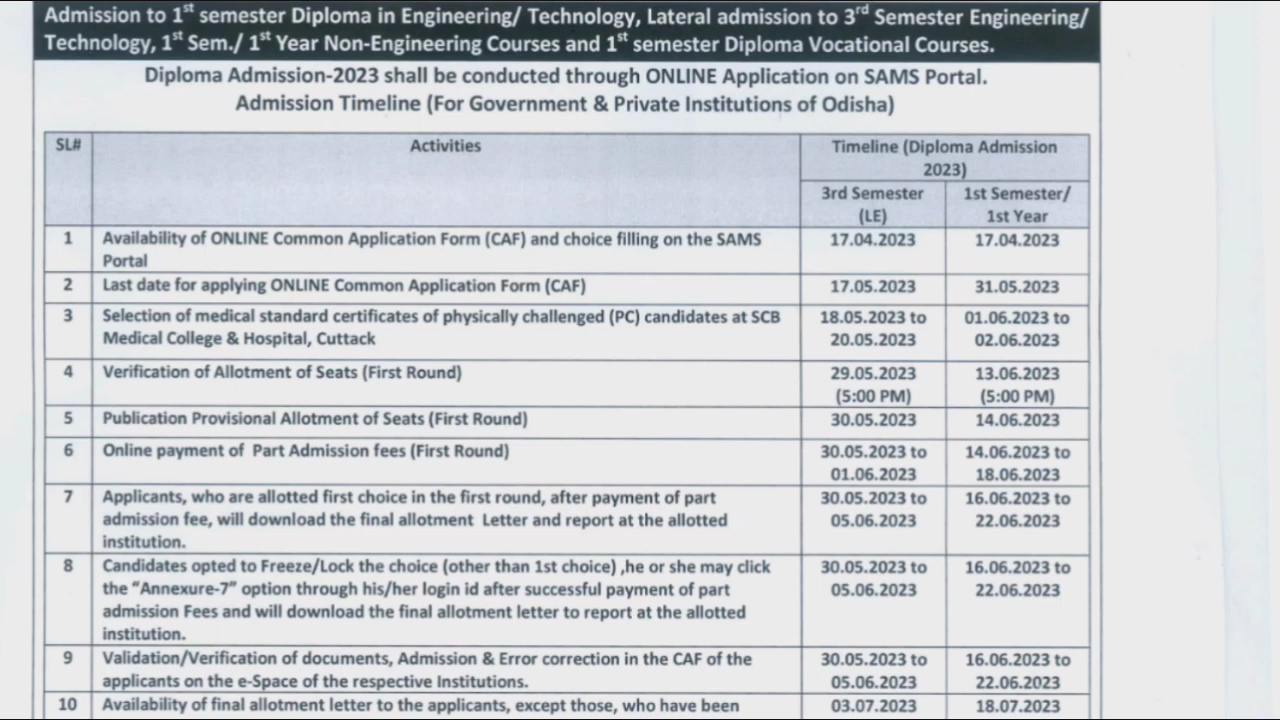 Admission to 1st semester Diploma in Engineering/ Technology, Lateral admission to 3rd Semester Engineering/
Technology, 1st Sem./ 1st Year Non-Engineering Courses and 1st semester Diploma Vocational Courses.
Diploma Admission-2023 shall be conducted through ONLINE Application on SAMS Portal.
Admission Timeline (For Government & Private Institutions of Odisha)
SL# Activities Timeline (Diploma Admission
2023)
3rd Semester 1st Semester/
(LE) 1st Year
1 Availability of ONLINE Common Application Form (CAF) and choice filling on the SAMS 17.04.2023 17.04.2023
Portal
2 Last date for applying ONLINE Common Application Form (CAF) 17.05.2023 31.05.2023
3 Selection of medical standard certificates of physically challenged (PC) candidates at SCB 18.05.2023 to 01.06.2023 to
Medical College & Hospital, Cuttack 20.05.2023 02.06.2023
4 Verification of Allotment of Seats (First Round) 29.05.2023 13.06.2023
(5:00 PM) (5:00 PM)
5 Publication Provisional Allotment of Seats (First Round) 30.05.2023 14.06.2023
6 Online payment of Part Admission fees (First Round) 30.05.2023 to 14.06.2023 to
01.06.2023 18.06.2023
7 Applicants, who are allotted first choice in the first round, after payment of part 30.05.2023 to 16.06.2023 to
admission fee, will download the final allotment Letter and report at the allotted 05.06.2023 22.06.2023
institution.
8 Candidates opted to Freeze/Lock the choice (other than 1st choice) ,he or she may click 30.05.2023 to 16.06.2023 to
the “Annexure-7” option through his/her login id after successful payment of part 05.06.2023 22.06.2023
admission Fees and will download the final allotment letter to report at the allotted
institution.
9 Validation/Verification of documents, Admission & Error correction in the CAF of the 30.05.2023 to 16.06.2023 to
applicants on the e-Space of the respective Institutions. 05.06.2023 22.06.2023
10 Availability of final allotment letter to the applicants, except those, who have been 03.07.2023 18.07.2023